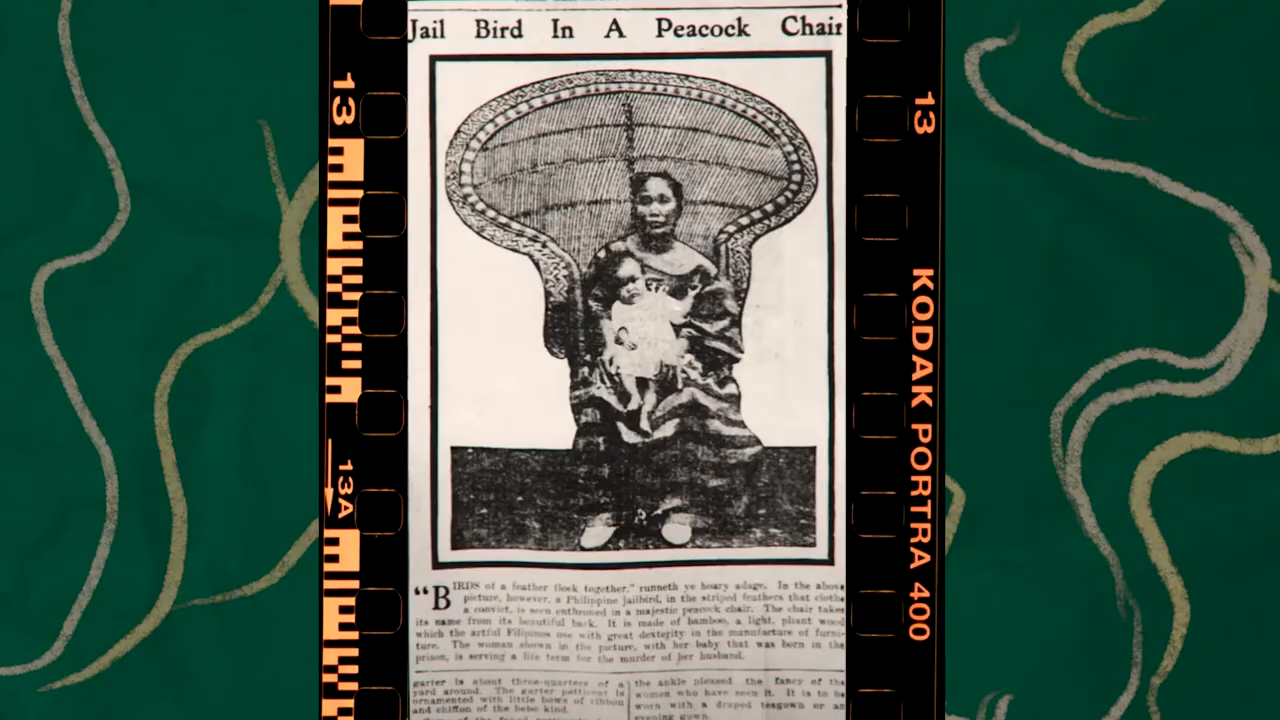 Jail Bird In A Peacock Chair
"BIRDS of a feather flock together," runneth ye hoary adage. In the above
picture, however, a Philippine jailbird, in the striped feathers that clothe
a convict, is seen enthroned in a majestic peacock chair. The chair takes
its name from its beautiful back. It is made of bamboo, a light, pliant wood
which the artful Filipinos use with great dexterity in the manufacture of furni-
ture. The woman shown in the picture, with her baby that was born in the
prison, is serving a life term for the murder of her husband.
garter is about three-quarters of a
yard around. The garter petticoat is
ornamented with little bows of ribbon
and chiffon of the bebe kind.
the ankle pleased the fancy of the
women who have seen it. It is to be
worn with a draped teagown or an
evening gown.
13
13A
13
KODAK PORTRA 400